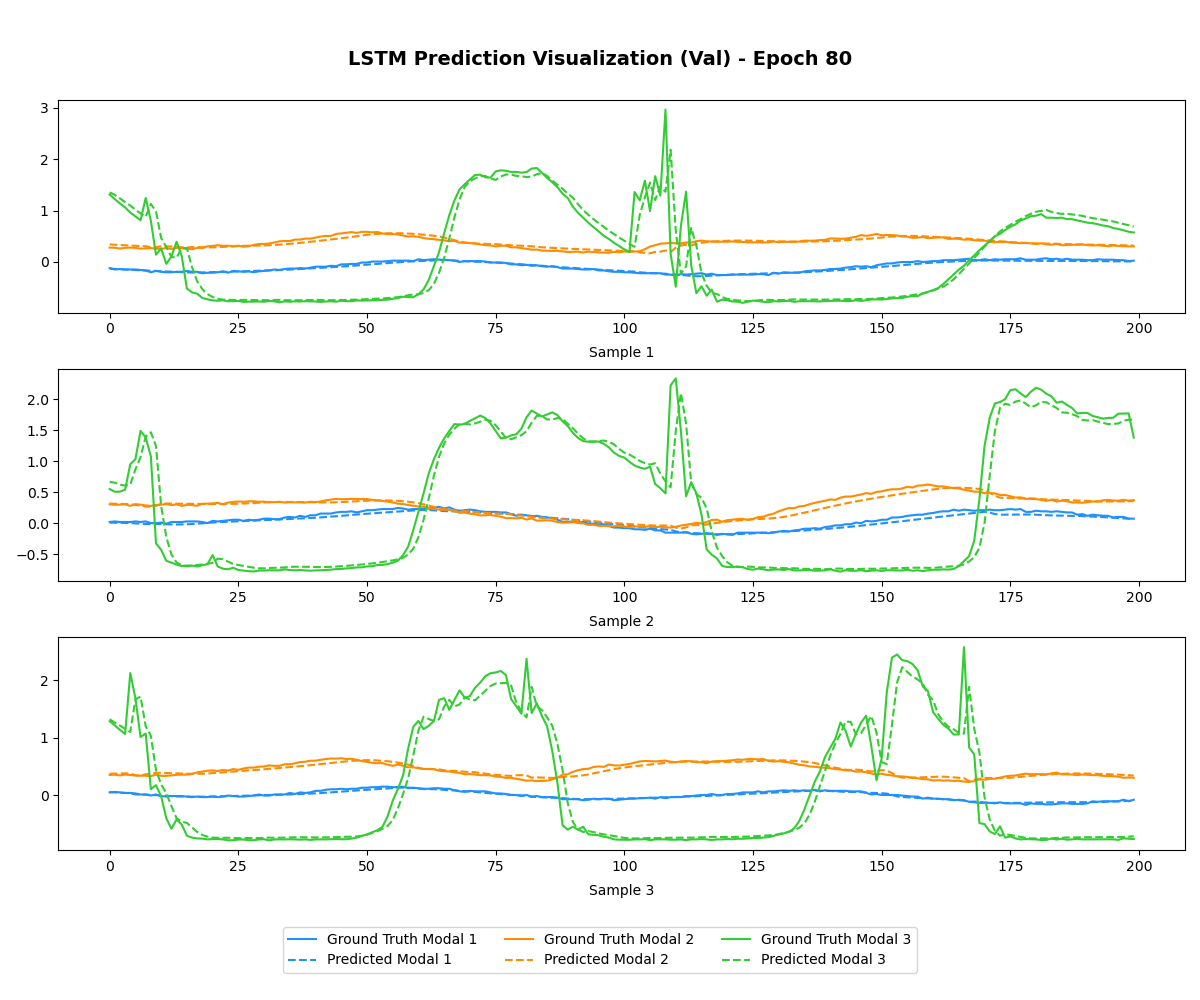 LSTM Prediction Visualization (Val) - Epoch 80
3
2
1
0
0 25 50 75 100 125 150 175 200
Sample 1
2.0
1.5
1.0
0.5
0.0
−0.5
0 25 50 75 100 125 150 175 200
Sample 2
2
1
0
0 25 50 75 100 125 150 175 200
Sample 3
Ground Truth Modal 1 Ground Truth Modal 2 Ground Truth Modal 3
Predicted Modal 1 Predicted Modal 2 Predicted Modal 3